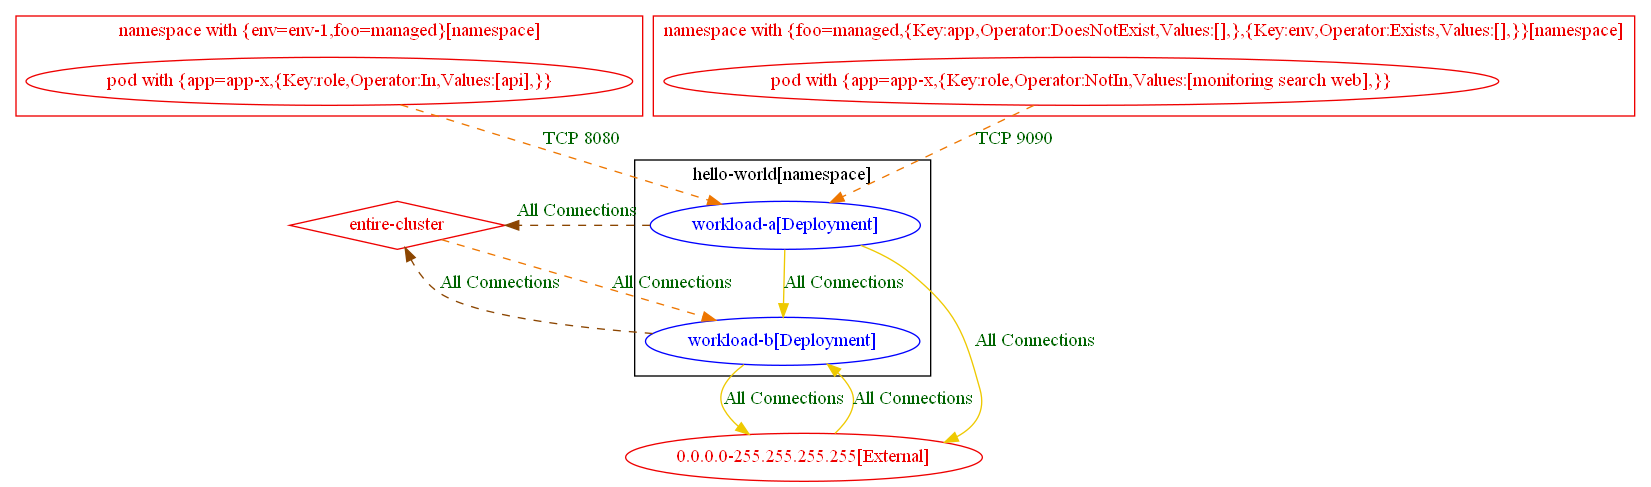 namespace with {env=env-1,foo=managed}[namespace]
namespace with {foo=managed,{Key:app,Operator:DoesNotExist,Values:[],},{Key:env,Operator:Exists,Values:[],}}[namespace]
pod with {app=app-x,{Key:role,Operator:In,Values:[api],}}
pod with {app=app-x,{Key:role,Operator:NotIn,Values:[monitoring search web],}}
TCP 8080
TCP 9090
hello-world[namespace]
All Connections
entire-cluster
workload-a[Deployment]
All Connections
All Connections
All Connections
workload-b[Deployment]
All Connections
All Connections
All Connections
0.0.0.0-255.255.255.255[External]